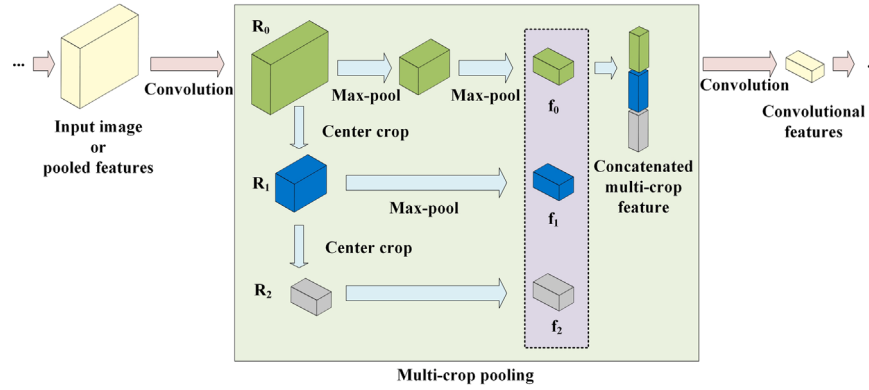 ...
Input image
or
pooled features
Convolution
R0
Max-pool
Max-pool
f0
Center crop
R1
Max-pool
f1
Center crop
R2
f2
Concatenated
multi-crop
feature
Convolution
Convolutional
features
Multi-crop pooling